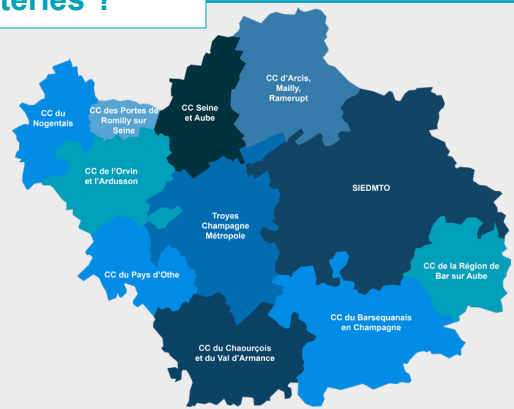 ?
CC d'Arcis,
Mailly,
Ramerupt
CC Seine
et Aube
CC des Portes de
Romilly sur
Seine
CC du
Nogentais
CC de l'Orvin
et l'Ardusson
SIEDMTO
Troyes
Champagne
Métropole
CC de la Région de
Bar sur Aube
CC du Pays d'Othe
CC du Barsequanais
en Champagne
CC du Chaourçois
et du Val d'Armance